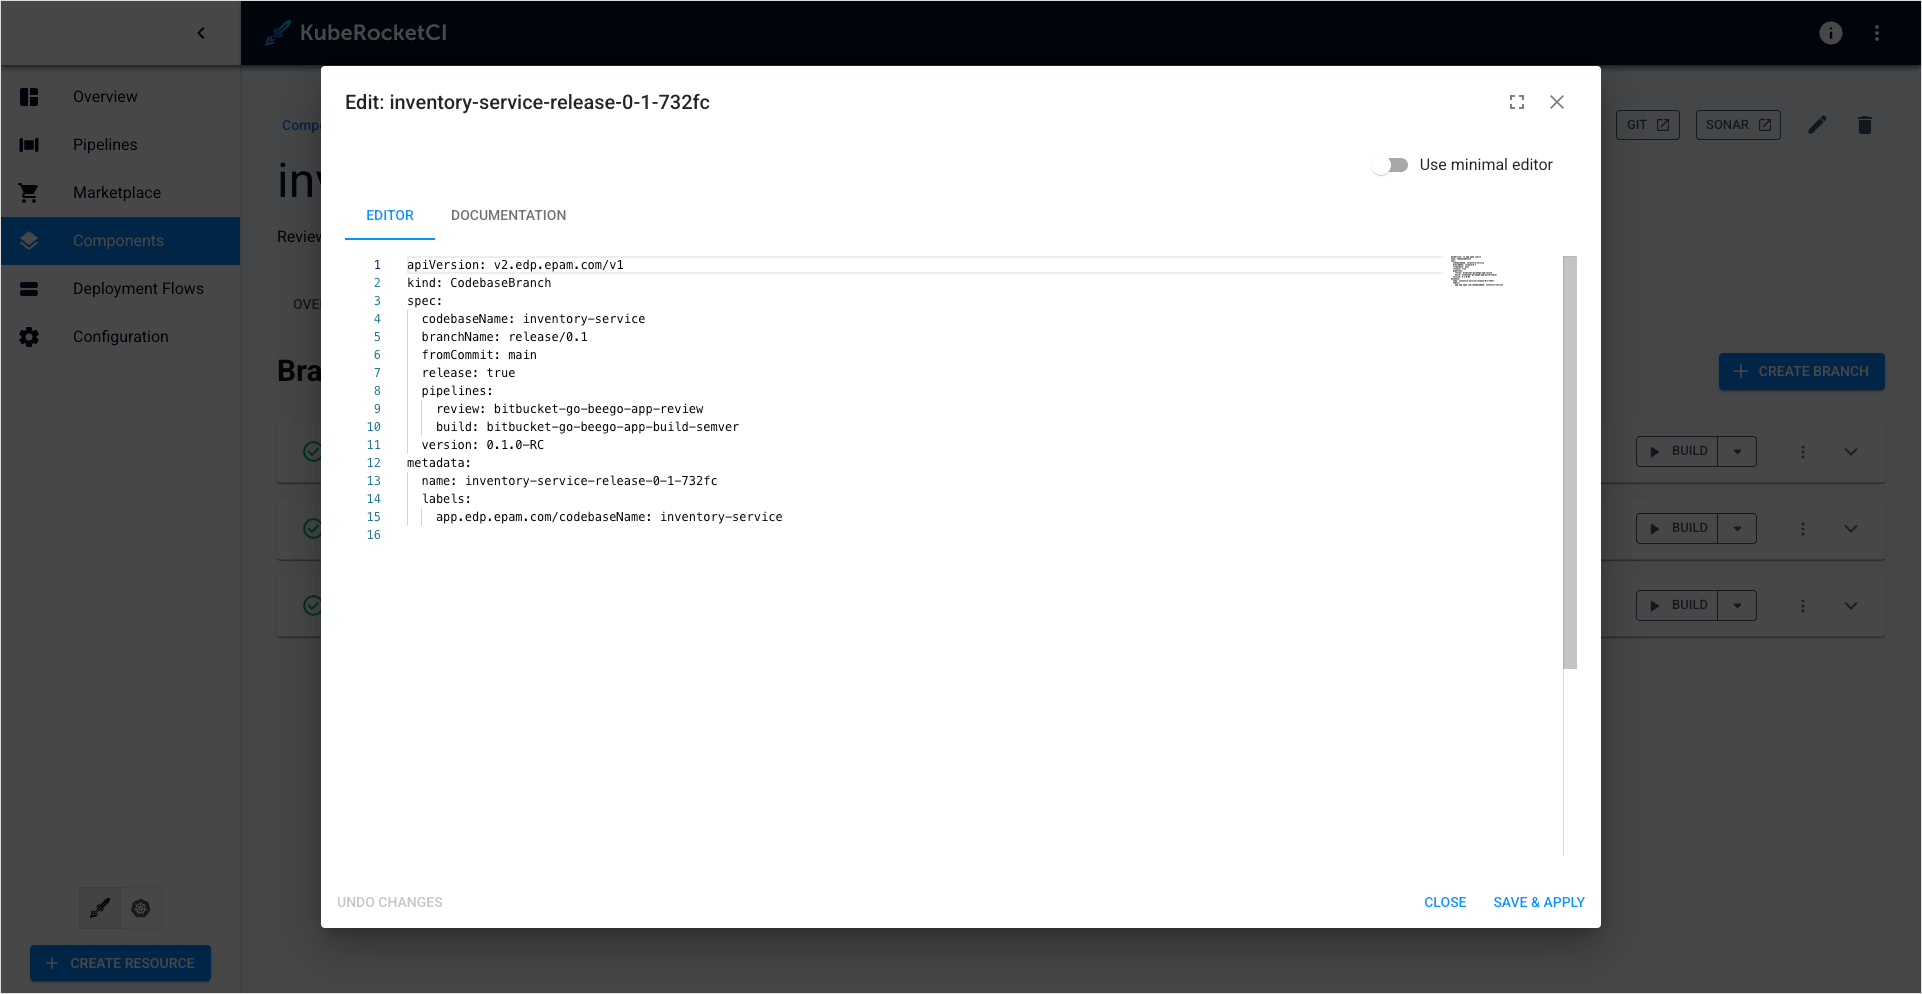 KubeRocketCI
Overview
Pipelines
Marketplace
Components
Deployment Flows
Configuration
CREATE RESOURCE
Edit: inventory-service-release-0-1-732fc
Use minimal editor
EDITOR
DOCUMENTATION
1 apiVersion: v2.edp.epam.com/v1
2 kind: CodebaseBranch
3 spec:
4 codebaseName: inventory-service
5 branchName: release/0.1
6 fromCommit: main
7 release: true
8 pipelines:
9 review: bitbucket-go-beego-app-review
10 build: bitbucket-go-beego-app-build-semver
11 version: 0.1.0-RC
12 metadata:
13 name: inventory-service-release-0-1-732fc
14 labels:
15 app.edp.epam.com/codebaseName: inventory-service
16
UNDO CHANGES
CLOSE
SAVE & APPLY
GIT
SONAR
CREATE BRANCH
BUILD
BUILD
BUILD